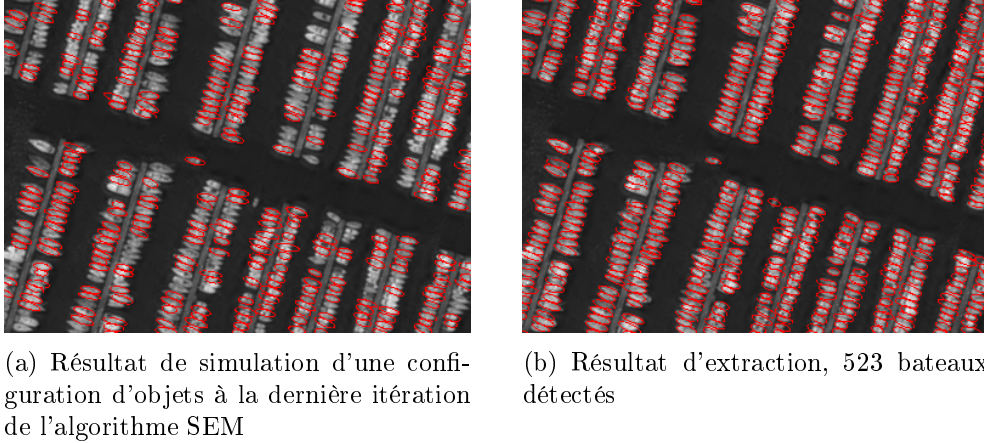 (a) Résultat de simulation d'une confi-
guration d'objets à la dernière itération
de l'algorithme SEM
(b) Résultat d'extraction, 523 bateaux
détectés